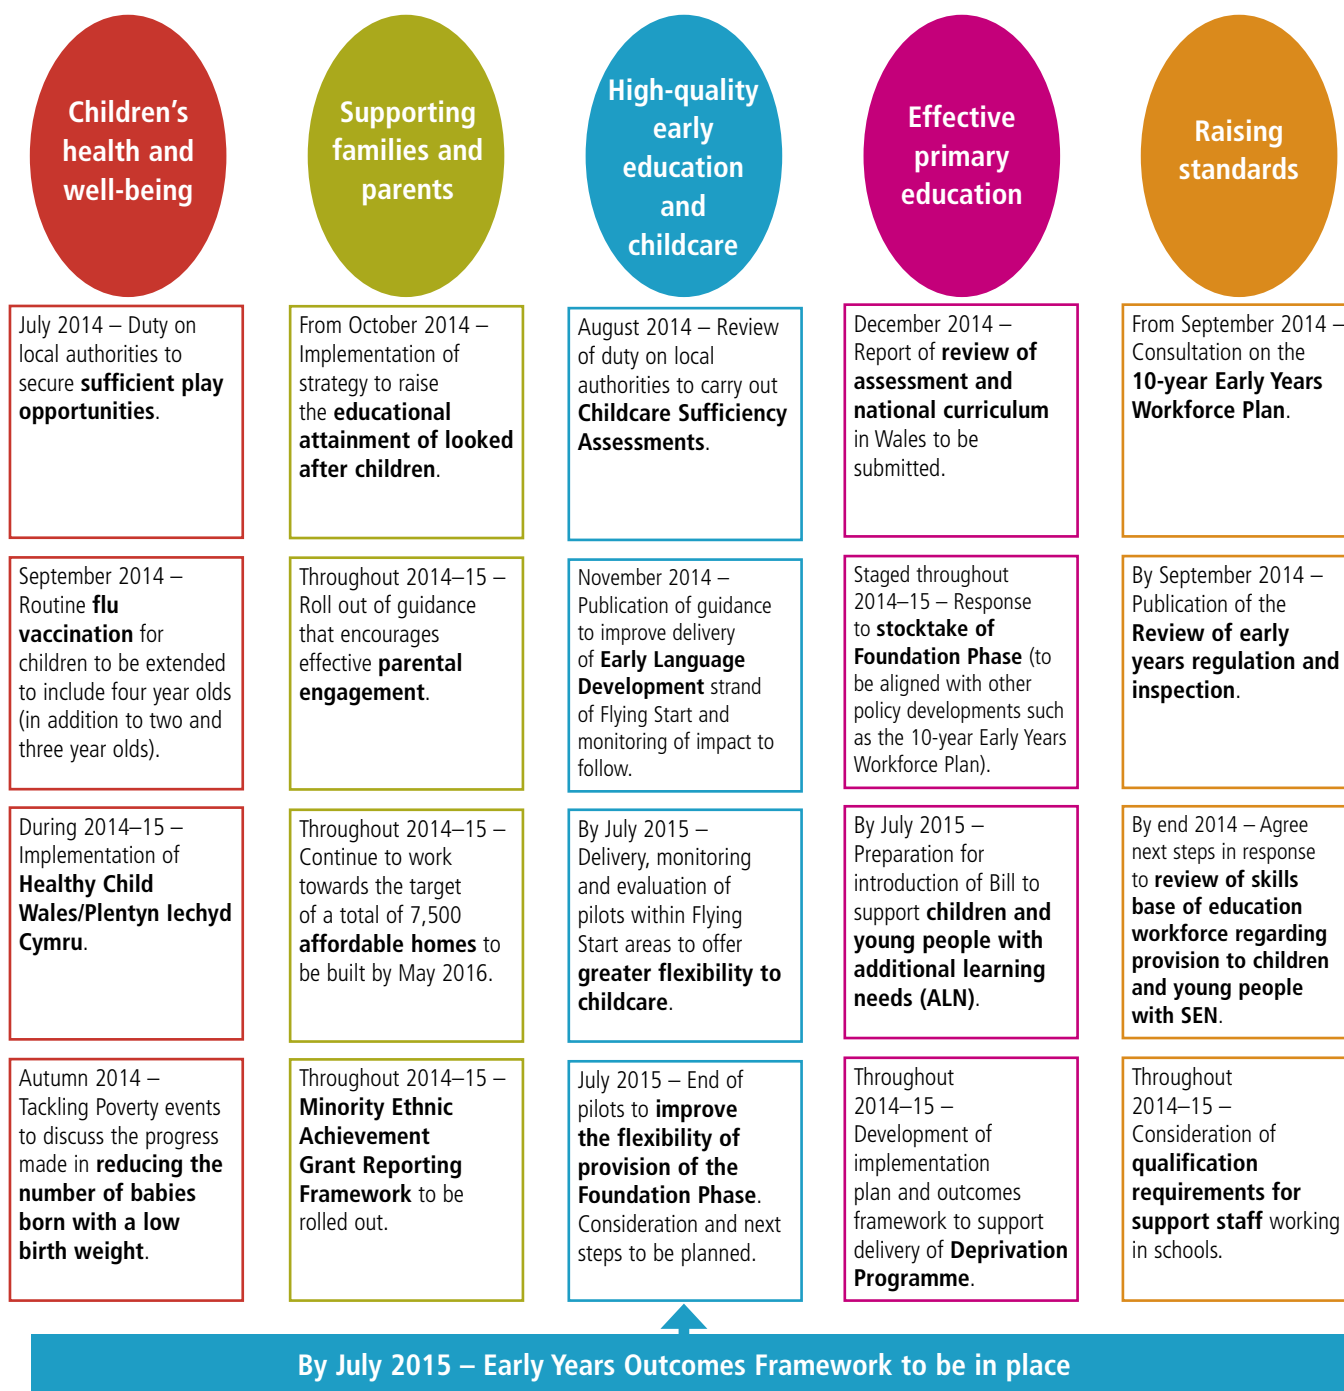 Children’s
health and
well-being
Supporting
families and
parents
High-quality
early
education
and
childcare
Effective
primary
education
Raising
standards
July 2014 – Duty on
local authorities to
secure sufficient play
opportunities.
From October 2014 –
Implementation of
strategy to raise
the educational
attainment of looked
after children.
August 2014 – Review
of duty on local
authorities to carry out
Childcare Sufficiency
Assessments.
December 2014 –
Report of review of
assessment and
national curriculum
in Wales to be
submitted.
From September 2014 –
Consultation on the
10-year Early Years
Workforce Plan.
September 2014 –
Routine flu
vaccination for
children to be extended
to include four year olds
(in addition to two and
three year olds).
Throughout 2014–15 –
Roll out of guidance
that encourages
effective parental
engagement.
November 2014 –
Publication of guidance
to improve delivery
of Early Language
Development strand
of Flying Start and
monitoring of impact to
follow.
Staged throughout
2014–15 – Response
to stocktake of
Foundation Phase (to
be aligned with other
policy developments such
as the 10-year Early Years
Workforce Plan).
By September 2014 –
Publication of the
Review of early
years regulation and
inspection.
During 2014–15 –
Implementation of
Healthy Child
Wales/Plentyn Iechyd
Cymru.
Throughout 2014–15 –
Continue to work
towards the target
of a total of 7,500
affordable homes to
be built by May 2016.
By July 2015 –
Delivery, monitoring
and evaluation of
pilots within Flying
Start areas to offer
greater flexibility to
childcare.
By July 2015 –
Preparation for
introduction of Bill to
support children and
young people with
additional learning
needs (ALN).
By end 2014 – Agree
next steps in response
to review of skills
base of education
workforce regarding
provision to children
and young people
with SEN.
Autumn 2014 –
Tackling Poverty events
to discuss the progress
made in reducing the
number of babies
born with a low
birth weight.
Throughout 2014–15 –
Minority Ethnic
Achievement
Grant Reporting
Framework to be
rolled out.
July 2015 – End of
pilots to improve
the flexibility of
provision of the
Foundation Phase.
Consideration and next
steps to be planned.
Throughout
2014–15 –
Development of
implementation
plan and outcomes
framework to support
delivery of Deprivation
Programme.
Throughout
2014–15 –
Consideration of
qualification
requirements for
support staff working
in schools.
By July 2015 – Early Years Outcomes Framework to be in place